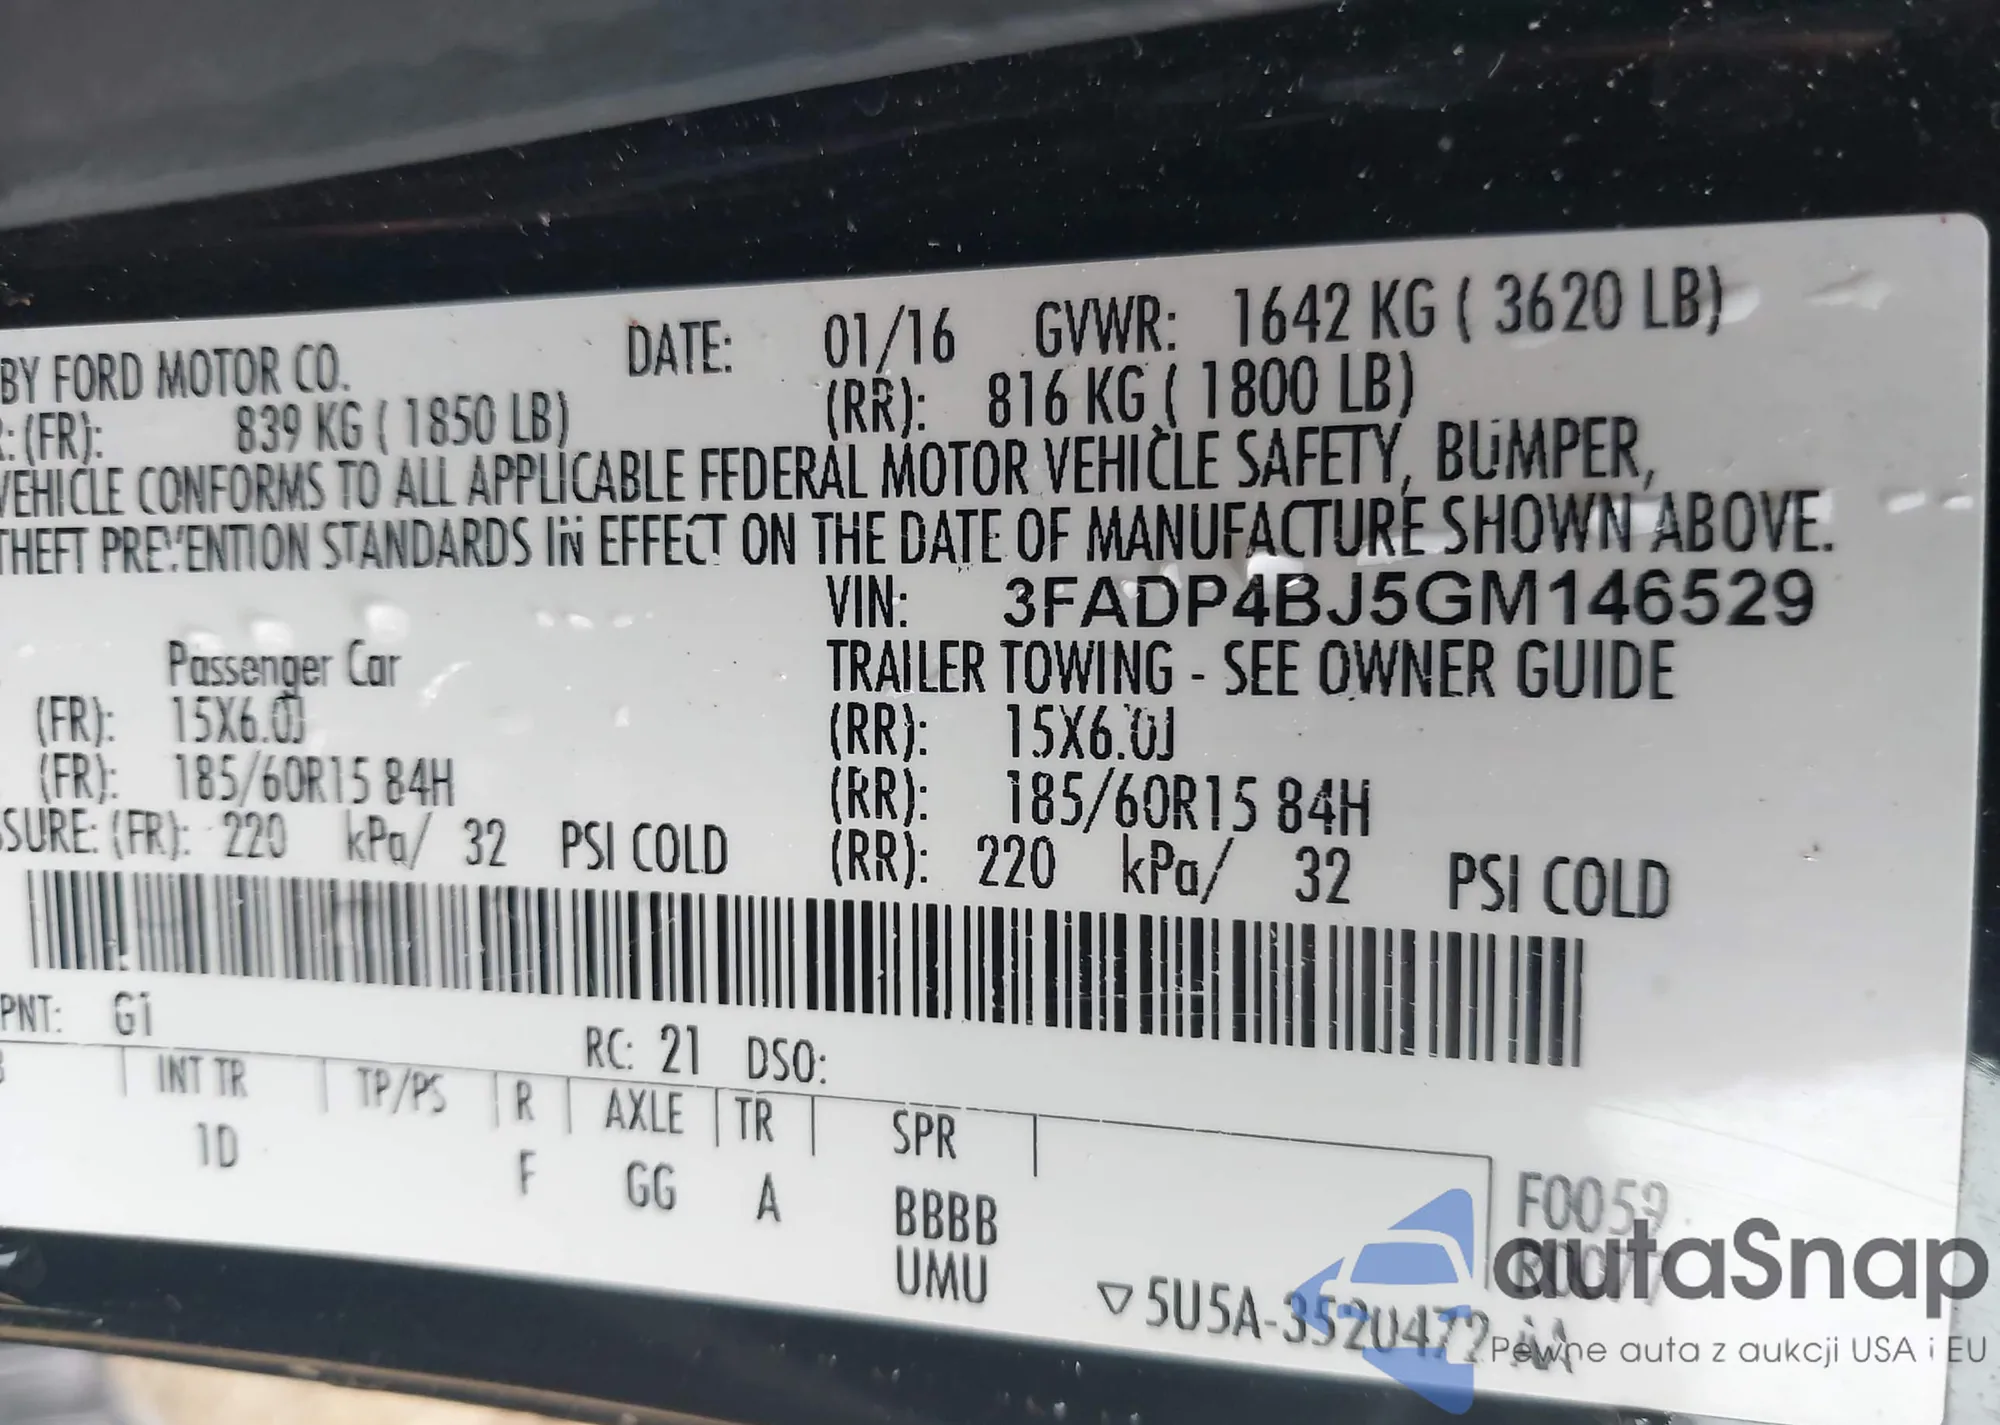 BY FORD MOTOR CO. DATE: 01/16 GVWR: 1642 KG ( 3620 LB)
(FR): 839 KG ( 1850 LB) (RR): 816 KG ( 1800 LB)
VEHICLE CONFORMS TO ALL APPLICABLE FEDERAL MOTOR VEHICLE SAFETY, BUMPER,
THEFT PREVENTION STANDARDS IN EFFECT ON THE DATE OF MANUFACTURE SHOWN ABOVE.
VIN: 3FADP4BJ5GM146529
Passenger Car TRAILER TOWING - SEE OWNER GUIDE
(FR): 15X6.0J (RR): 15X6.0J
(FR): 185/60R15 84H (RR): 185/60R15 84H
SSURE: (FR): 220 kPa/ 32 PSI COLD (RR): 220 kPa/ 32 PSI COLD
PNT: G1 RC: 21 DSO:
INT TR TP/PS R AXLE TR SPR
1D F GG A BBBB
UMU
F0059
▽5U5A-3520472-AA
autaSnap
Pewne auta z aukcji USA i EU